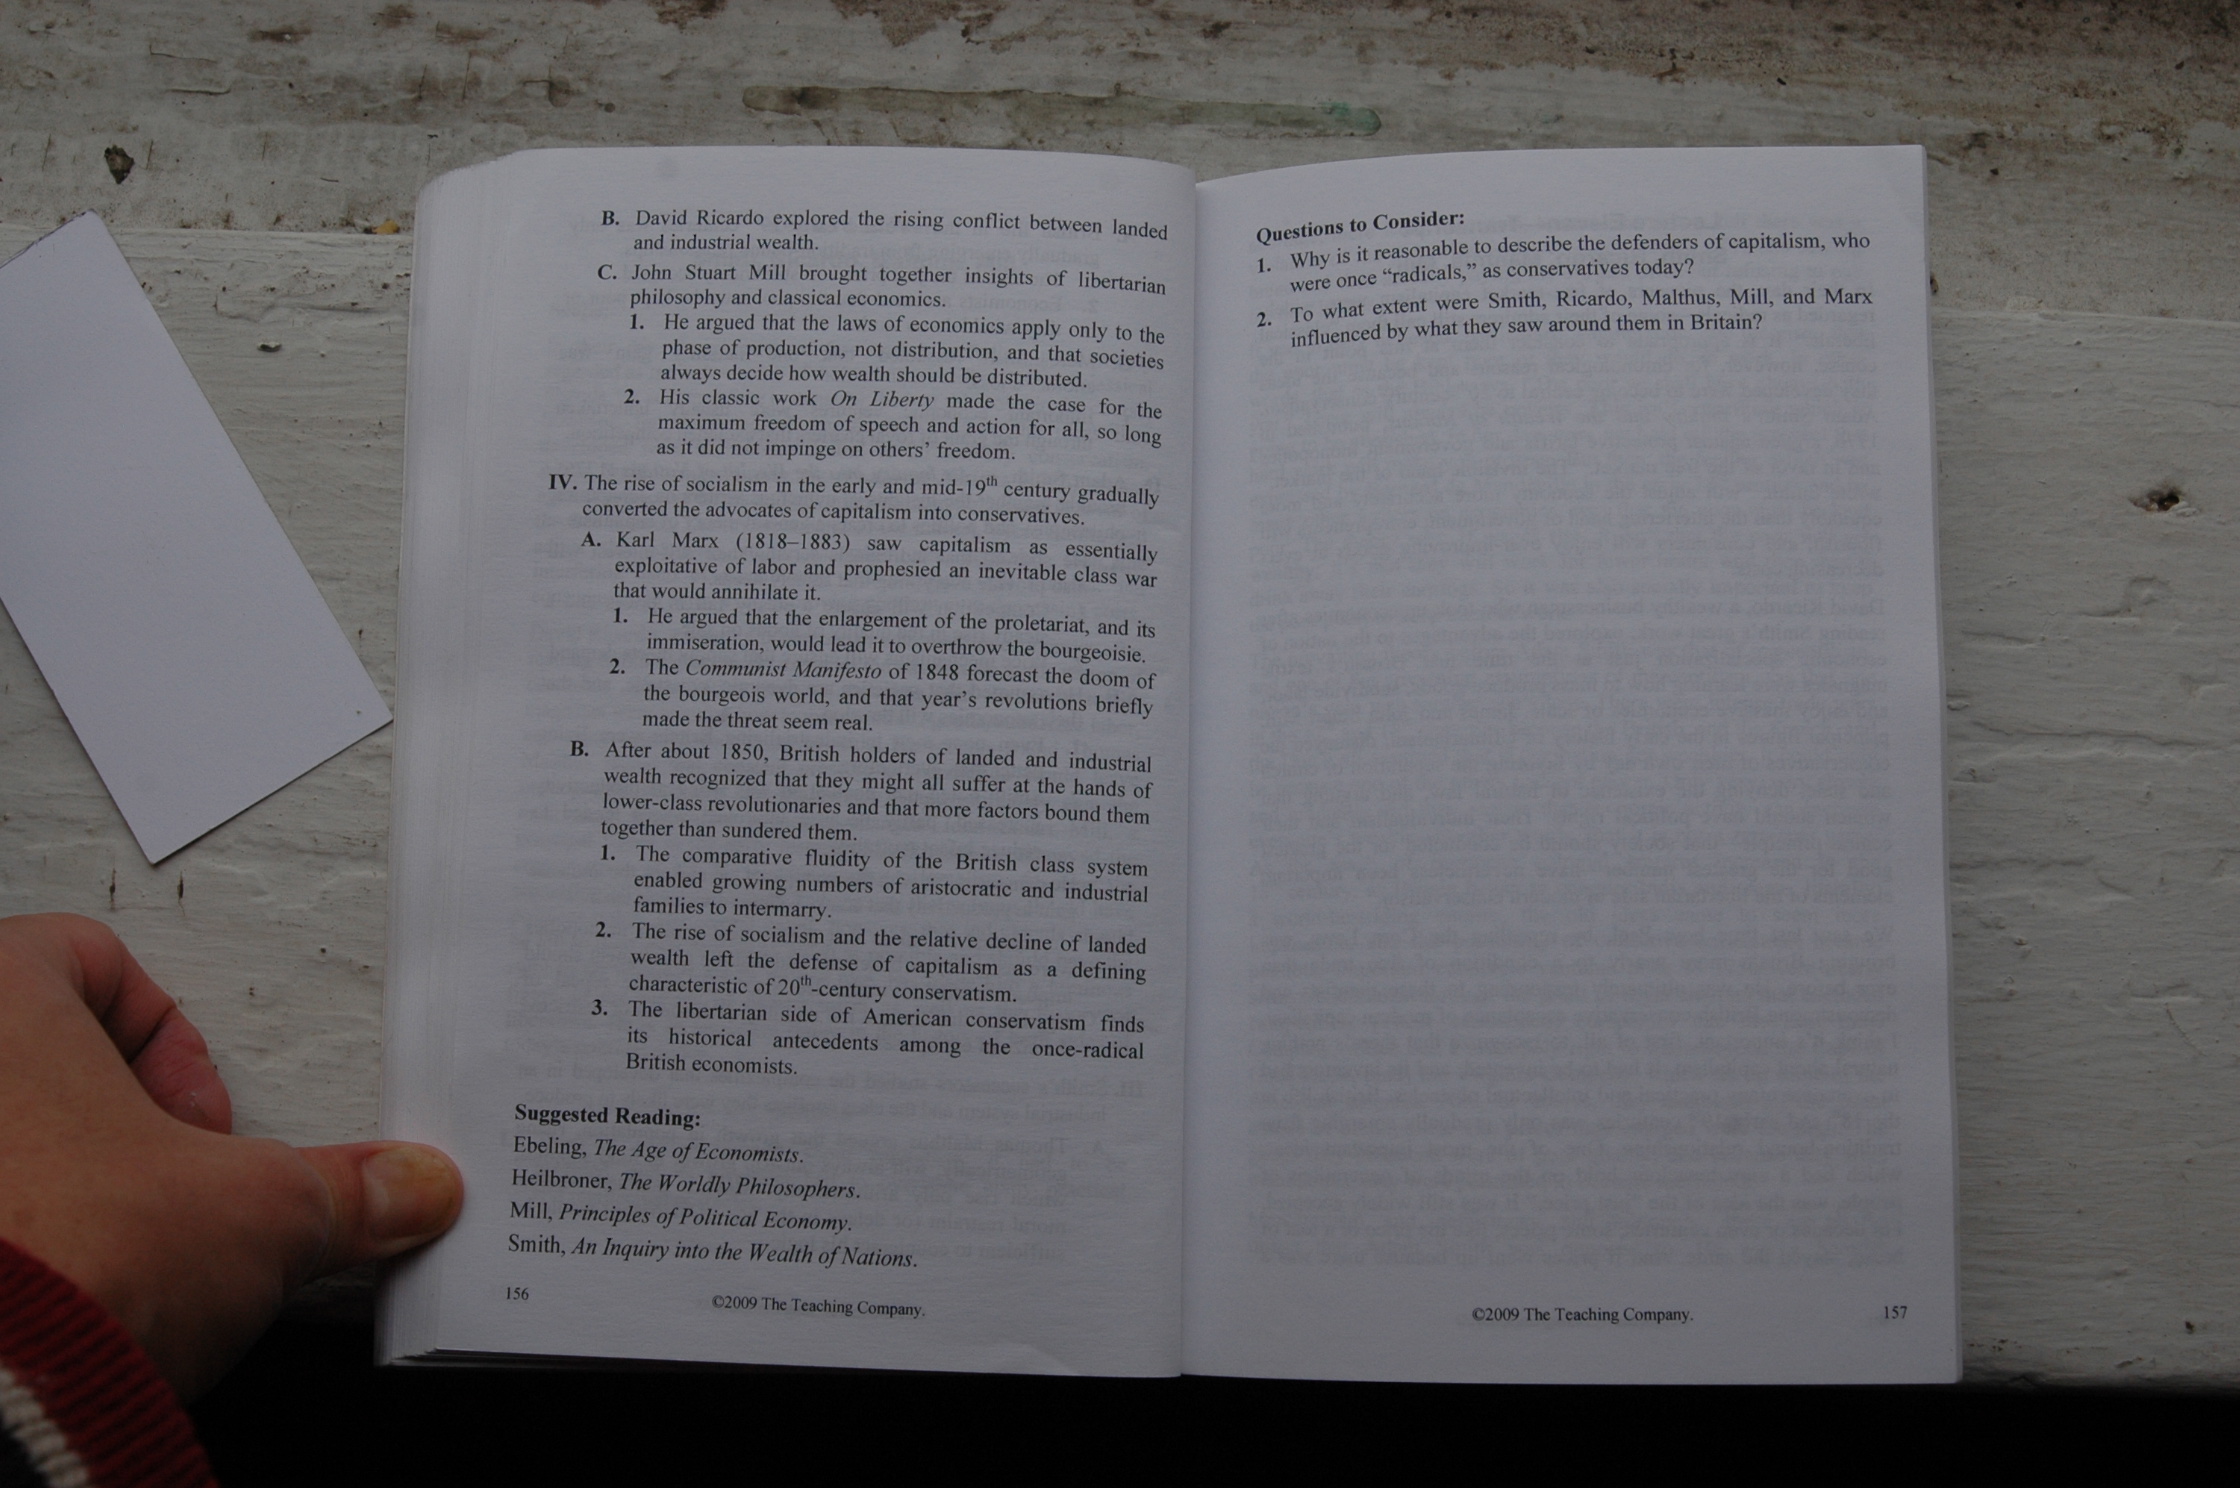 B. David Ricardo explored the rising conflict between landed
and industrial wealth.
C. John Stuart Mill brought together insights of libertarian
philosophy and classical economics.
1. He argued that the laws of economics apply only to the
phase of production, not distribution, and that societies
always decide how wealth should be distributed.
2. His classic work On Liberty made the case for the
maximum freedom of speech and action for all, so long
as it did not impinge on others’ freedom.
IV. The rise of socialism in the early and mid-19th century gradually
converted the advocates of capitalism into conservatives.
A. Karl Marx (1818–1883) saw capitalism as essentially
exploitative of labor and prophesied an inevitable class war
that would annihilate it.
1. He argued that the enlargement of the proletariat, and its
immiseration, would lead it to overthrow the bourgeoisie.
2. The Communist Manifesto of 1848 forecast the doom of
the bourgeois world, and that year’s revolutions briefly
made the threat seem real.
B. After about 1850, British holders of landed and industrial
wealth recognized that they might all suffer at the hands of
lower-class revolutionaries and that more factors bound them
together than sundered them.
1. The comparative fluidity of the British class system
enabled growing numbers of aristocratic and industrial
families to intermarry.
2. The rise of socialism and the relative decline of landed
wealth left the defense of capitalism as a defining
characteristic of 20th-century conservatism.
3. The libertarian side of American conservatism finds
its historical antecedents among the once-radical
British economists.
Suggested Reading:
Ebeling, The Age of Economists.
Heilbroner, The Worldly Philosophers.
Mill, Principles of Political Economy.
Smith, An Inquiry into the Wealth of Nations.
156
©2009 The Teaching Company.
Questions to Consider:
1. Why is it reasonable to describe the defenders of capitalism, who
were once “radicals,” as conservatives today?
2. To what extent were Smith, Ricardo, Malthus, Mill, and Marx
influenced by what they saw around them in Britain?
©2009 The Teaching Company.
157